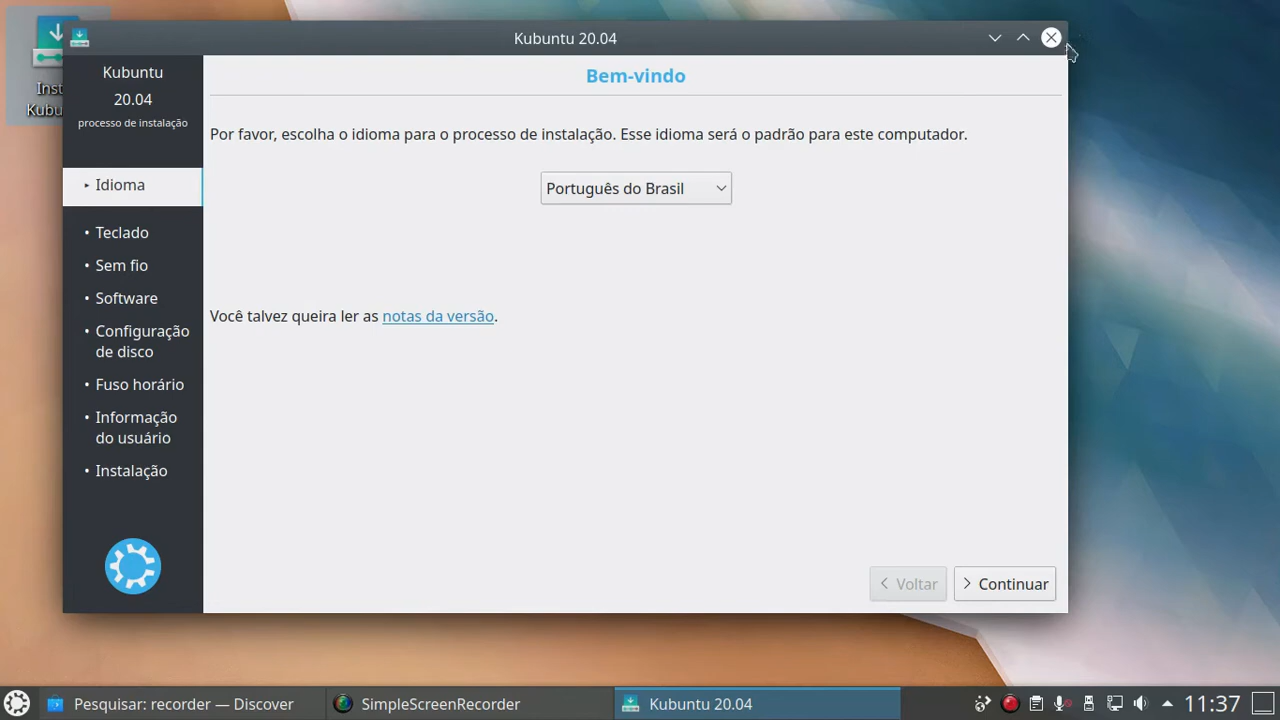 Kubuntu 20.04
Kubuntu
20.04
processo de instalação
Idioma
Teclado
Sem fio
Software
Configuração
de disco
Fuso horário
Informação
do usuário
Instalação
Bem-vindo
Por favor, escolha o idioma para o processo de instalação. Esse idioma será o padrão para este computador.
Português do Brasil
Você talvez queira ler as notas da versão.
Voltar
Continuar
Pesquisar: recorder — Discover
SimpleScreenRecorder
Kubuntu 20.04
11:37